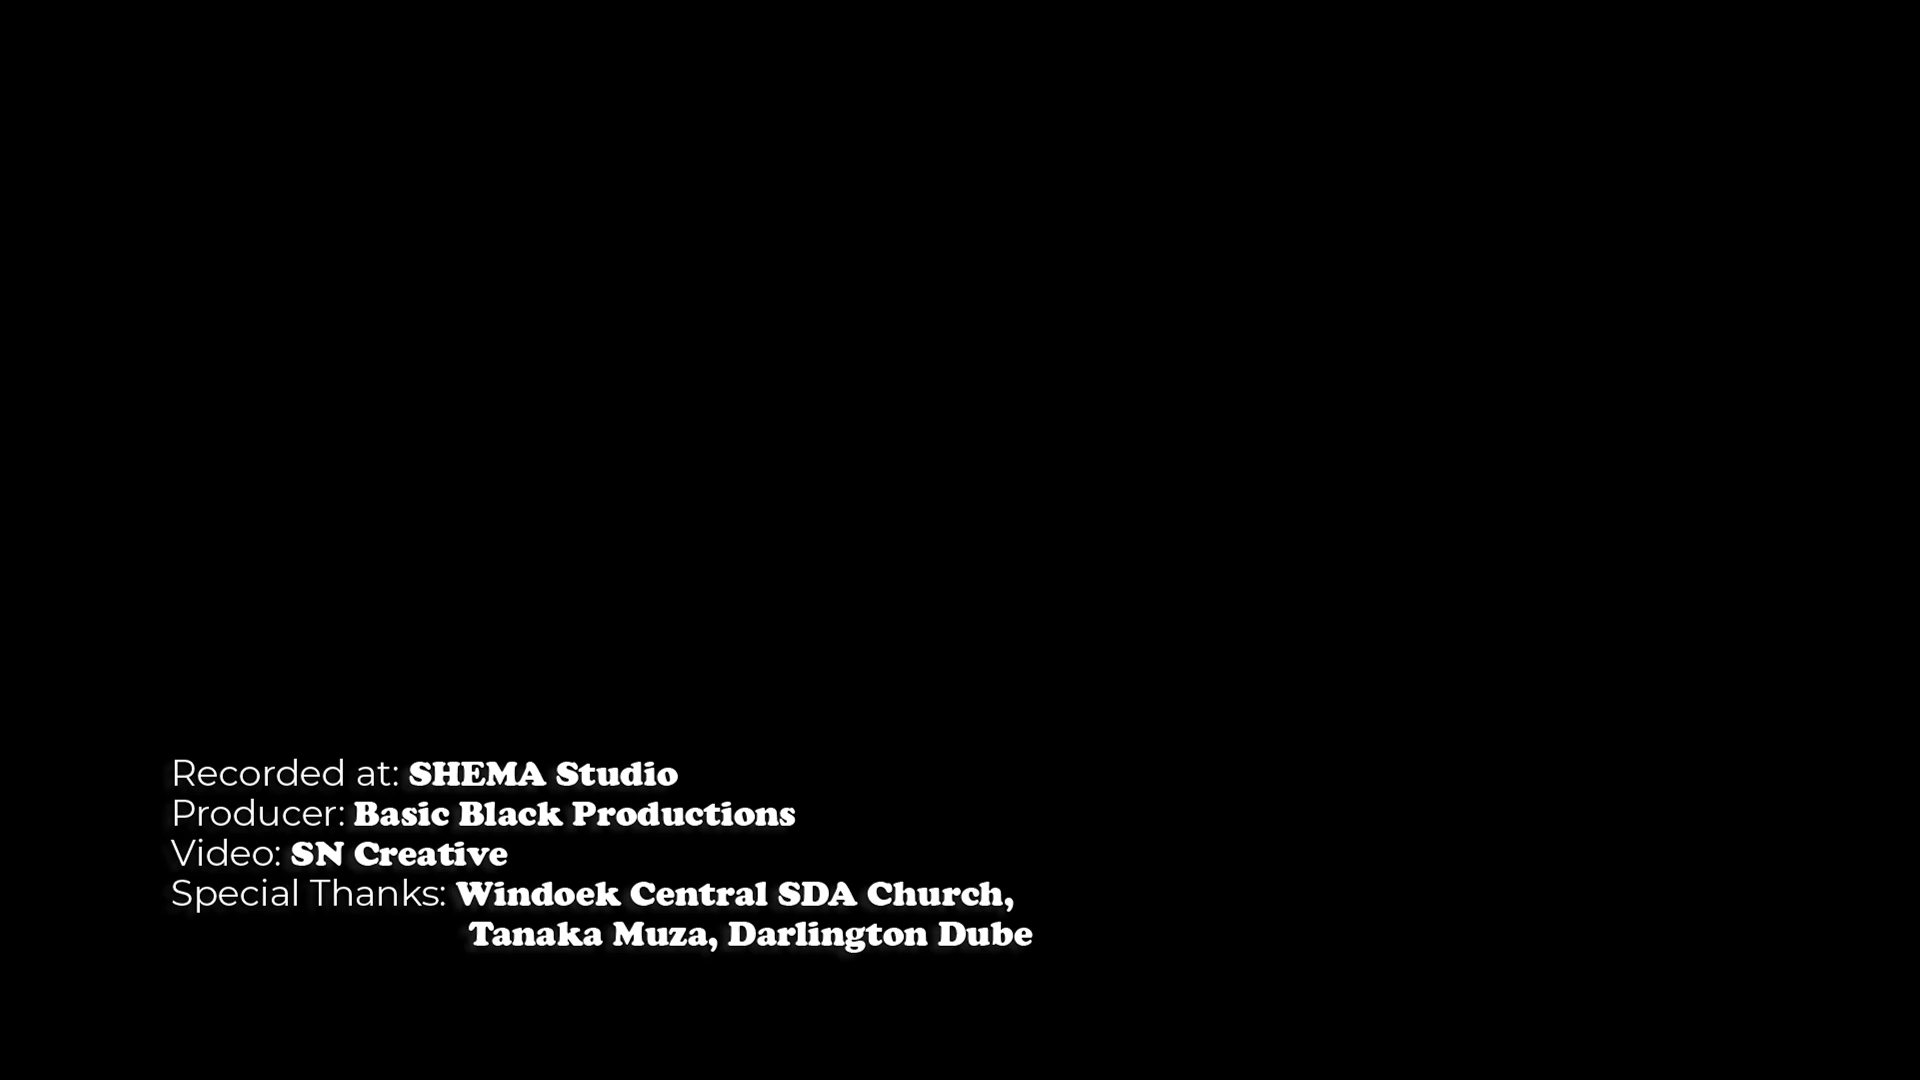 Recorded at: SHEMA Studio
Producer: Basic Black Productions
Video: SN Creative
Special Thanks: Windoek Central SDA Church,
Tanaka Muza, Darlington Dube